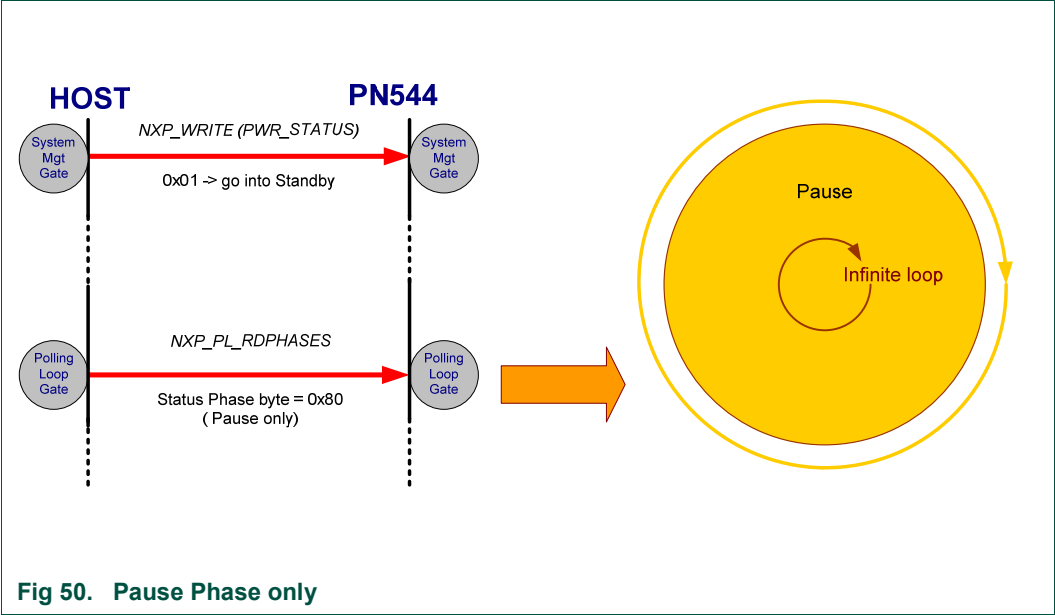 HOST
PN544
NXP_WRITE (PWR_STATUS)
System
Mgt
Gate
System
Mgt
Gate
0x01 -> go into Standby
Pause
Infinite loop
NXP_PL_RDPHASES
Polling
Loop
Gate
Polling
Loop
Gate
Status Phase byte = 0x80
( Pause only)
Fig 50. Pause Phase only